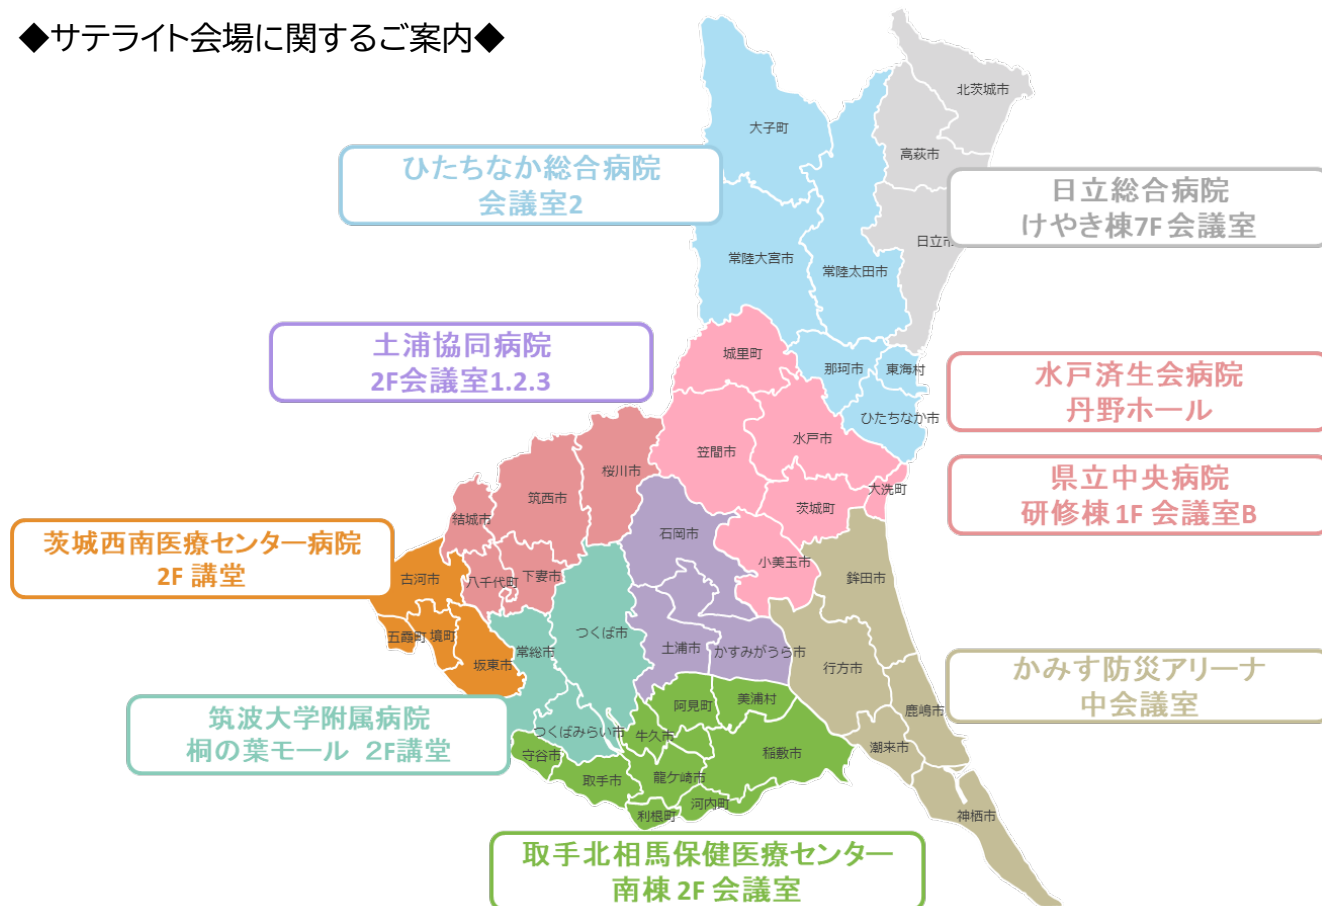 ◆サテライト会場に関するご案内◆
北茨城市
大子町
高萩市
ひたちなか総合病院
会議室2
日立総合病院
けやき棟7F 会議室
日立市
常陸大宮市
常陸太田市
土浦協同病院
2F会議室1.2.3
城里町
那珂市
東海村
水戸済生会病院
丹野ホール
ひたちなか市
水戸市
笠間市
桜川市
筑西市
大洗町
県立中央病院
研修棟 1F 会議室B
茨城町
結城市
石岡市
茨城西南医療センター病院
2F 講堂
小美玉市
古河市
八千代町
下妻市
鉾田市
つくば市
五霞町
境町
常総市
土浦市
かすみがうら市
坂東市
行方市
かみす防災アリーナ
中会議室
美浦村
阿見町
鹿嶋市
筑波大学附属病院
桐の葉モール 2F講堂
つくばみらい市
牛久市
潮来市
守谷市
稲敷市
取手市
龍ケ崎市
河内町
利根町
神栖市
取手北相馬保健医療センター
南棟 2F 会議室